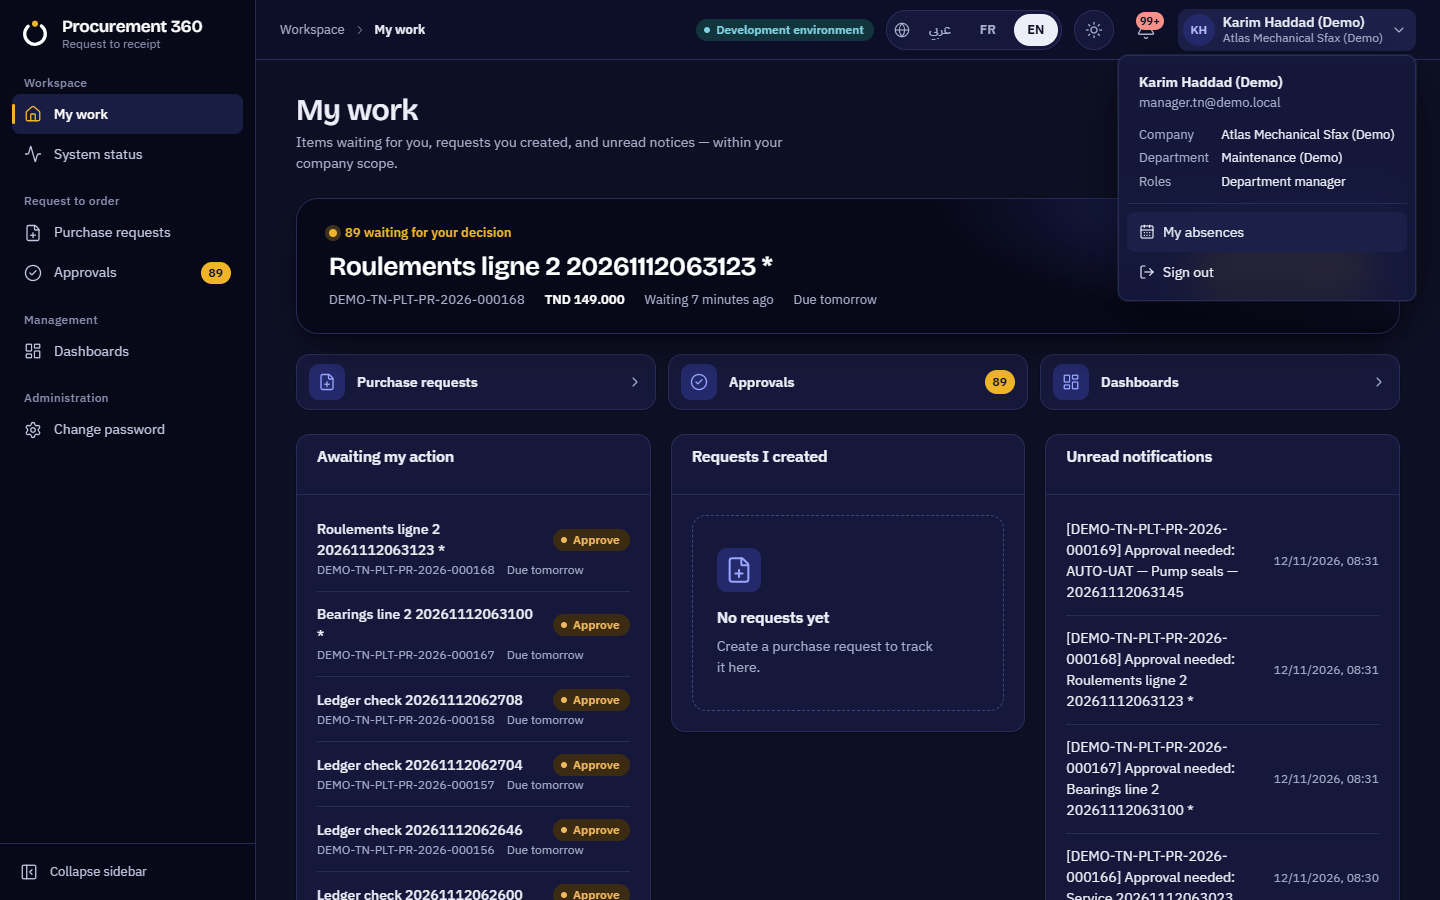 Procurement 360
Request to receipt
Workspace
My work
System status
Request to order
Purchase requests
Approvals
89
Management
Dashboards
Administration
Change password
Collapse sidebar
Workspace
My work
Development environment
عربي
FR
EN
99+
KH
Karim Haddad (Demo)
Atlas Mechanical Sfax (Demo)
Karim Haddad (Demo)
manager.tn@demo.local
Company Atlas Mechanical Sfax (Demo)
Department Maintenance (Demo)
Roles Department manager
My absences
Sign out
My work
Items waiting for you, requests you created, and unread notices — within your
company scope.
89 waiting for your decision
Roulements ligne 2 20261112063123 *
DEMO-TN-PLT-PR-2026-000168 TND 149.000 Waiting 7 minutes ago Due tomorrow
Purchase requests
Approvals
89
Dashboards
Awaiting my action
Roulements ligne 2
20261112063123 *
Approve
DEMO-TN-PLT-PR-2026-000168 Due tomorrow
Bearings line 2 20261112063100
*
Approve
DEMO-TN-PLT-PR-2026-000167 Due tomorrow
Ledger check 20261112062708
Approve
DEMO-TN-PLT-PR-2026-000158 Due tomorrow
Ledger check 20261112062704
Approve
DEMO-TN-PLT-PR-2026-000157 Due tomorrow
Ledger check 20261112062646
Approve
DEMO-TN-PLT-PR-2026-000156 Due tomorrow
Ledger check 20261112062600
Approve
Requests I created
No requests yet
Create a purchase request to track
it here.
Unread notifications
[DEMO-TN-PLT-PR-2026-
000169] Approval needed:
AUTO-UAT — Pump seals —
20261112063145
12/11/2026, 08:31
[DEMO-TN-PLT-PR-2026-
000168] Approval needed:
Roulements ligne 2
20261112063123 *
12/11/2026, 08:31
[DEMO-TN-PLT-PR-2026-
000167] Approval needed:
Bearings line 2
20261112063100 *
12/11/2026, 08:31
[DEMO-TN-PLT-PR-2026-
000166] Approval needed:
Service 20261112063023
12/11/2026, 08:30